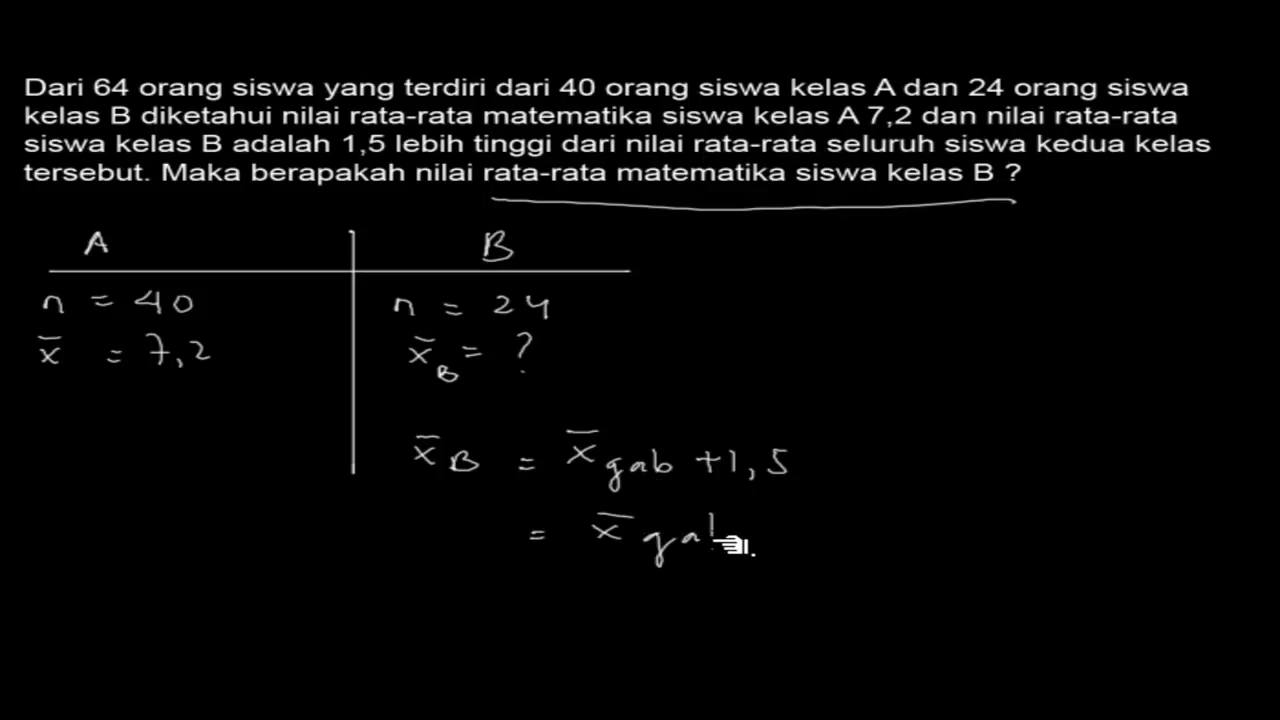 Dari 64 orang siswa yang terdiri dari 40 orang siswa kelas A dan 24 orang siswa
kelas B diketahui nilai rata-rata matematika siswa kelas A 7,2 dan nilai rata-rata
siswa kelas B adalah 1,5 lebih tinggi dari nilai rata-rata seluruh siswa kedua kelas
tersebut. Maka berapakah nilai rata-rata matematika siswa kelas B ?
A B
n = 40 n = 24
x̄ = 7,2 x̄_B = ?
x̄_B = x̄_gab + 1,5
= x̄